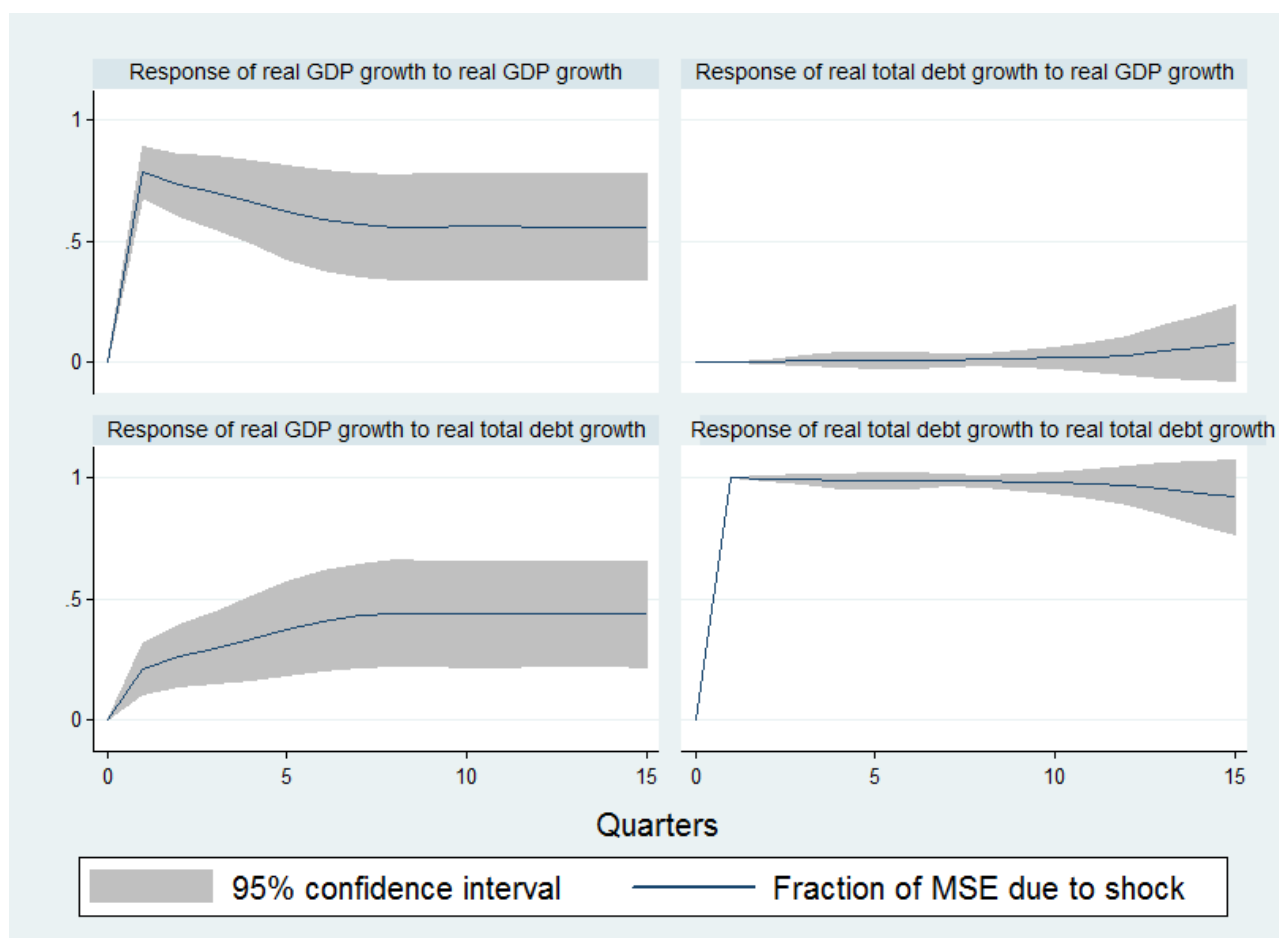 Response of real GDP growth to real GDP growth
Response of real total debt growth to real GDP growth
1
.5
0
Response of real GDP growth to real total debt growth
Response of real total debt growth to real total debt growth
1
.5
0
0 5 10 15
0 5 10 15
Quarters
95% confidence interval
Fraction of MSE due to shock